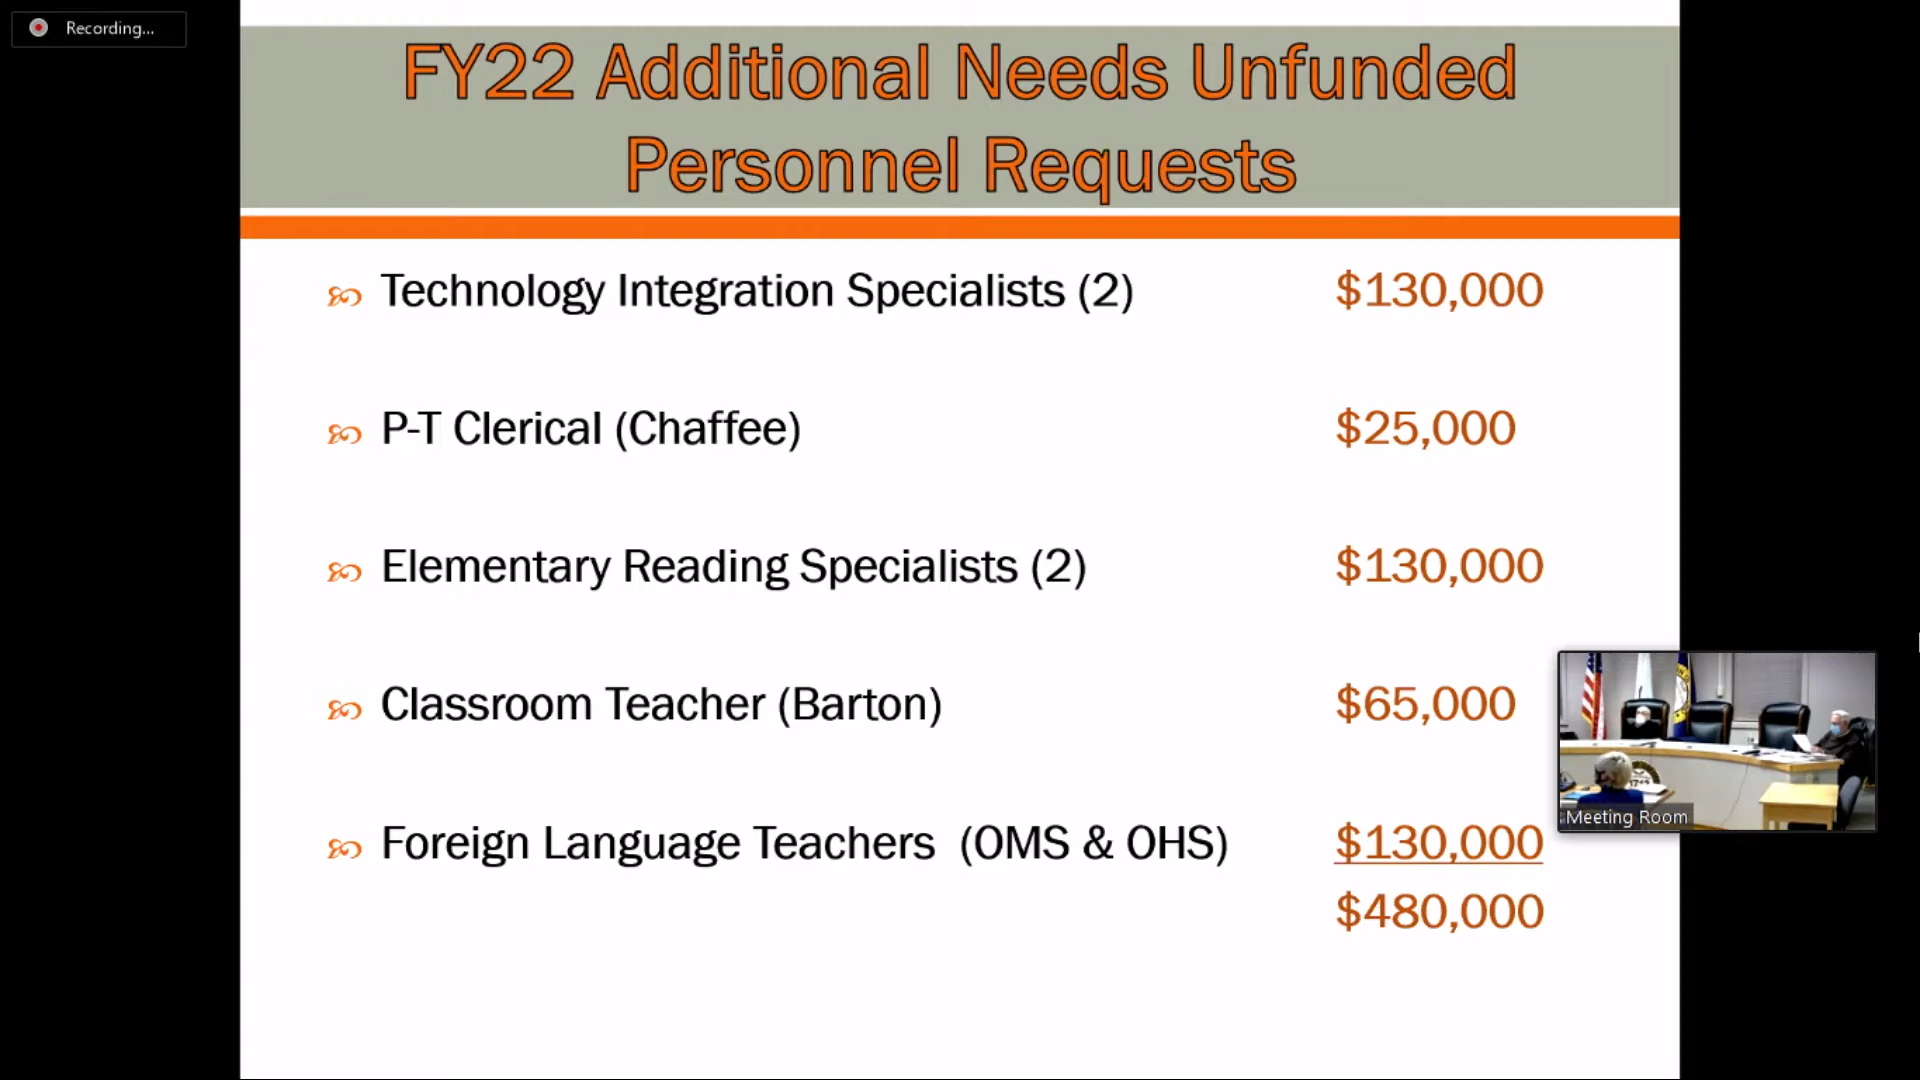 Recording...
FY22 Additional Needs Unfunded
Personnel Requests
Technology Integration Specialists (2) $130,000
P-T Clerical (Chaffee) $25,000
Elementary Reading Specialists (2) $130,000
Classroom Teacher (Barton) $65,000
Foreign Language Teachers (OMS & OHS) $130,000
$480,000
Meeting Room